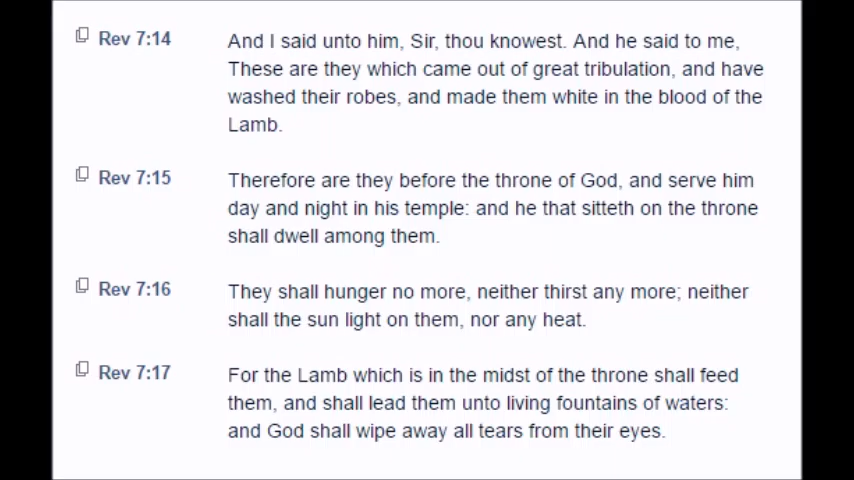 Rev 7:14 And I said unto him, Sir, thou knowest. And he said to me,
These are they which came out of great tribulation, and have
washed their robes, and made them white in the blood of the
Lamb.
Rev 7:15 Therefore are they before the throne of God, and serve him
day and night in his temple: and he that sitteth on the throne
shall dwell among them.
Rev 7:16 They shall hunger no more, neither thirst any more; neither
shall the sun light on them, nor any heat.
Rev 7:17 For the Lamb which is in the midst of the throne shall feed
them, and shall lead them unto living fountains of waters:
and God shall wipe away all tears from their eyes.